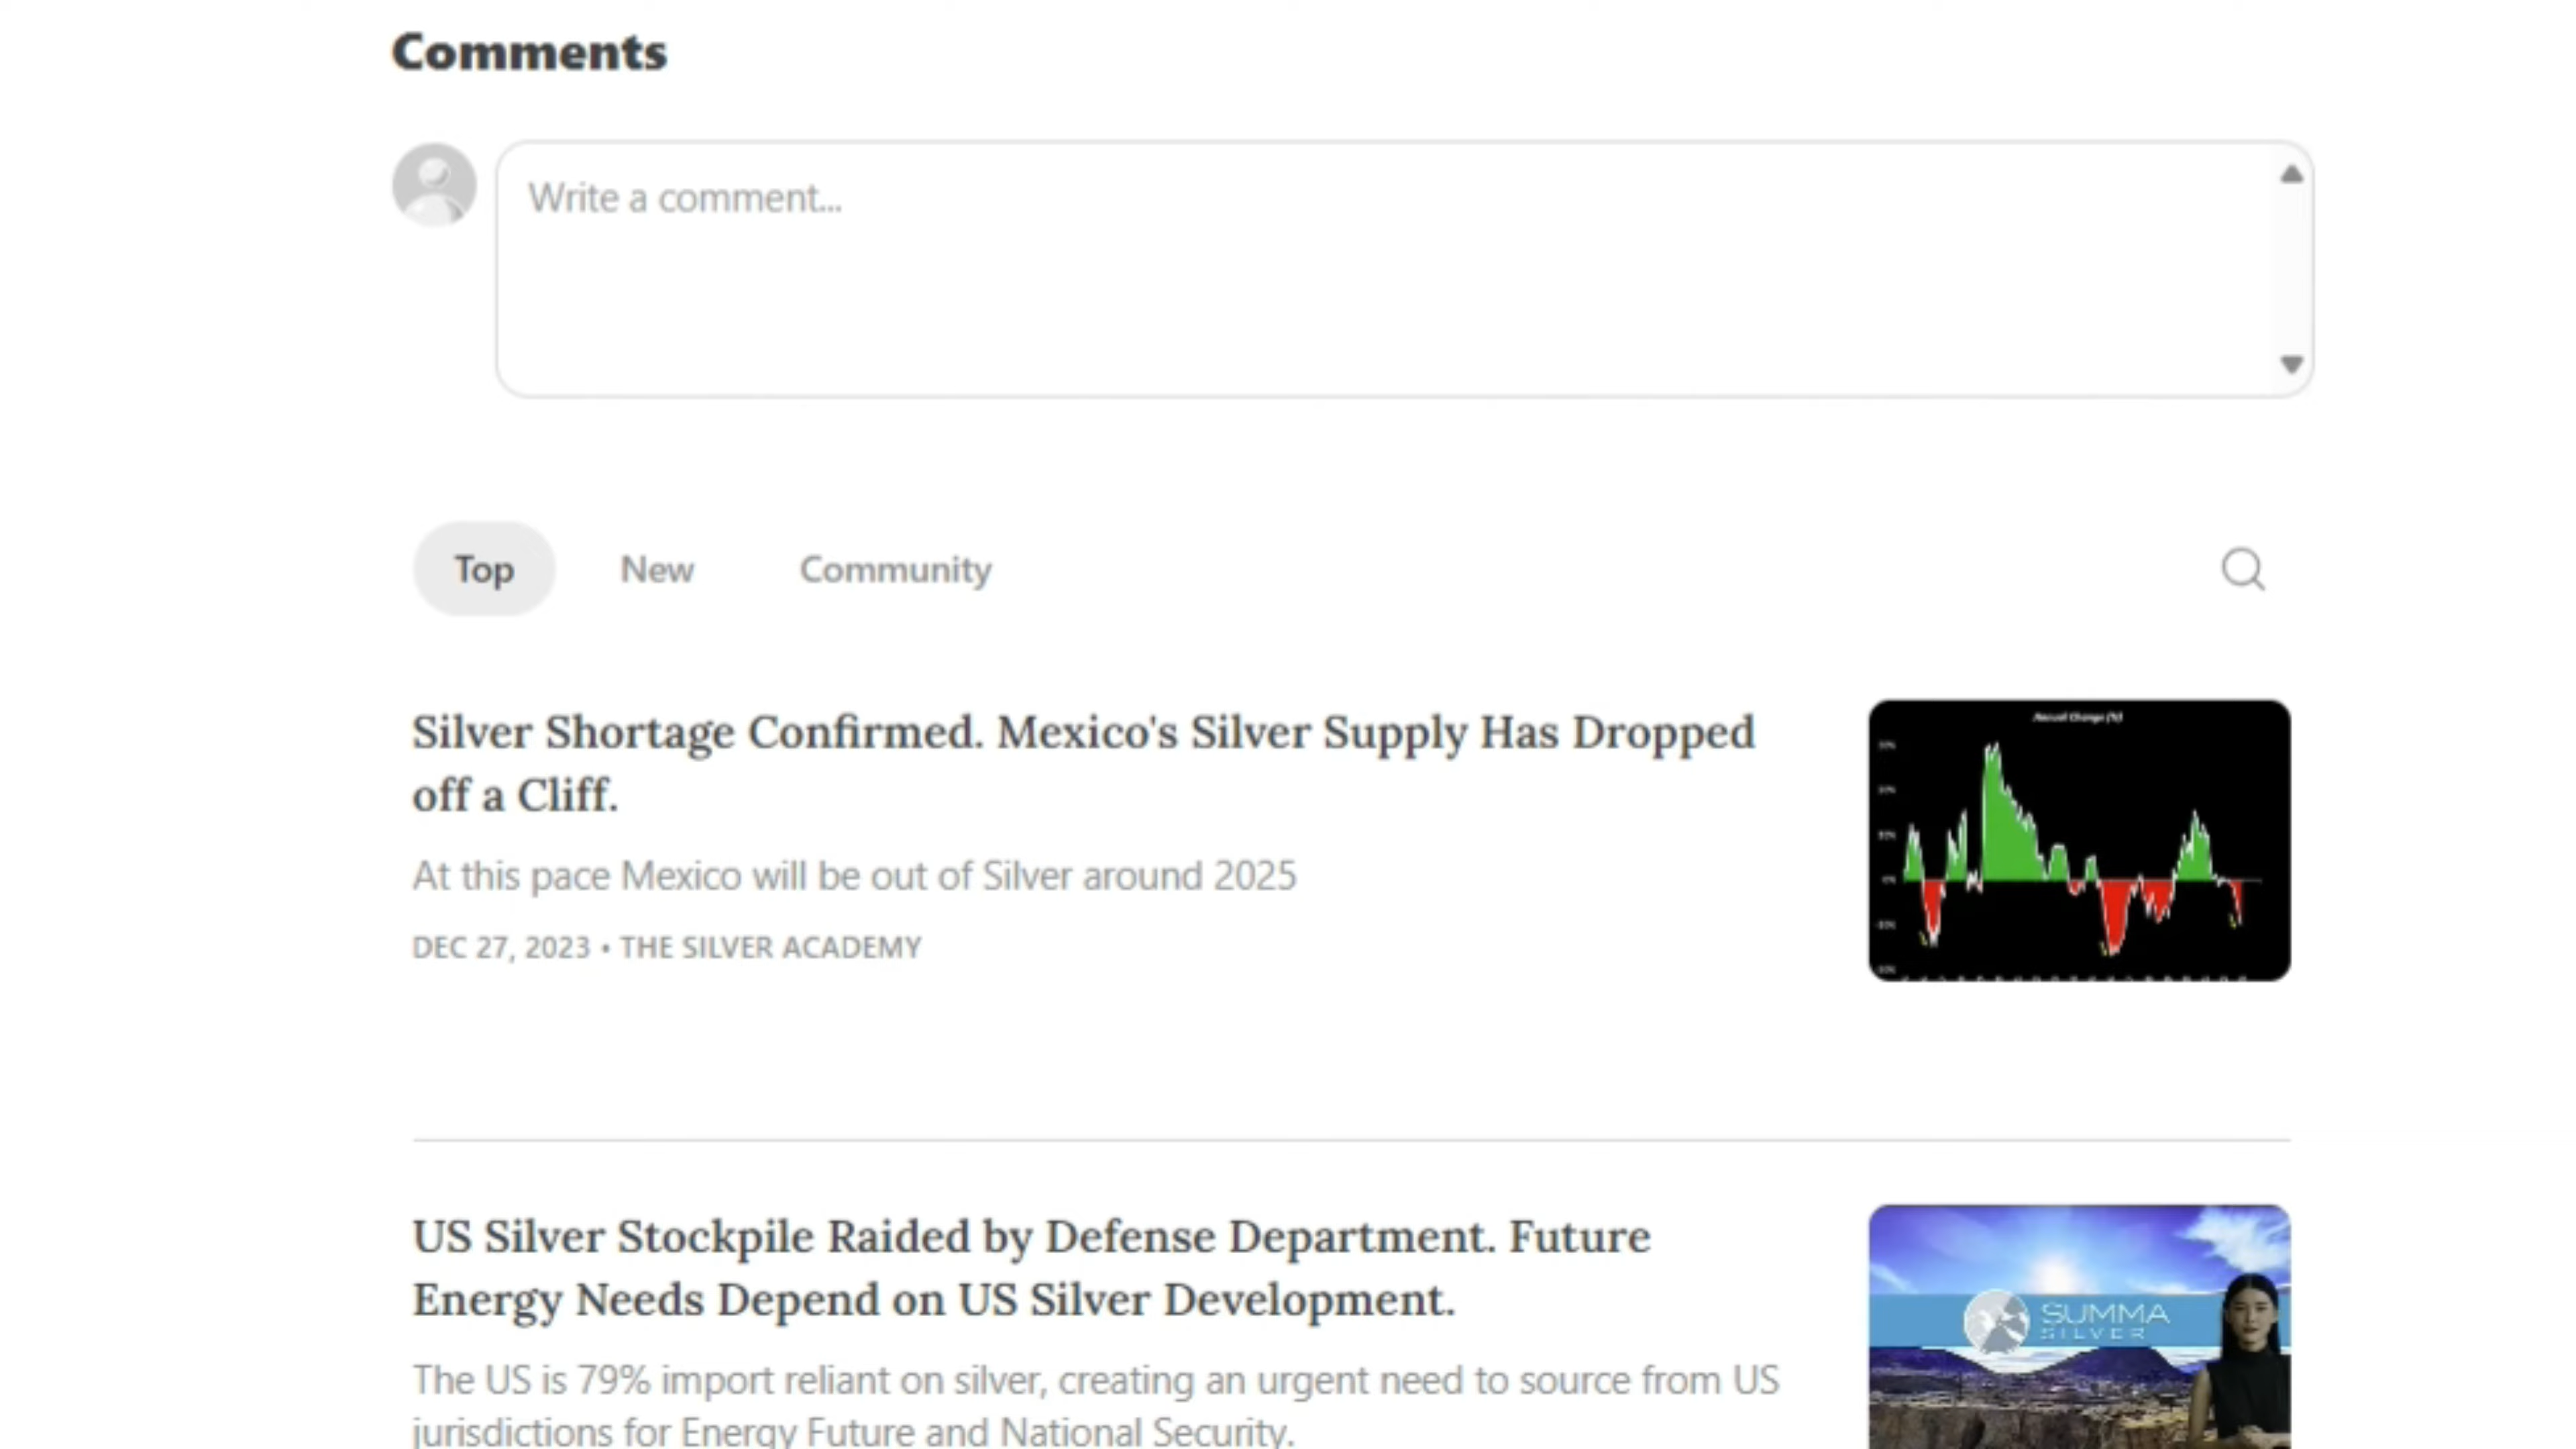 Comments
Write a comment...
Top
New
Community
Silver Shortage Confirmed. Mexico's Silver Supply Has Dropped
off a Cliff.
At this pace Mexico will be out of Silver around 2025
DEC 27, 2023 • THE SILVER ACADEMY
Annual Change (%)
US Silver Stockpile Raided by Defense Department. Future
Energy Needs Depend on US Silver Development.
SUMMA
SILVER
The US is 79% import reliant on silver, creating an urgent need to source from US
jurisdictions for Energy Future and National Security.